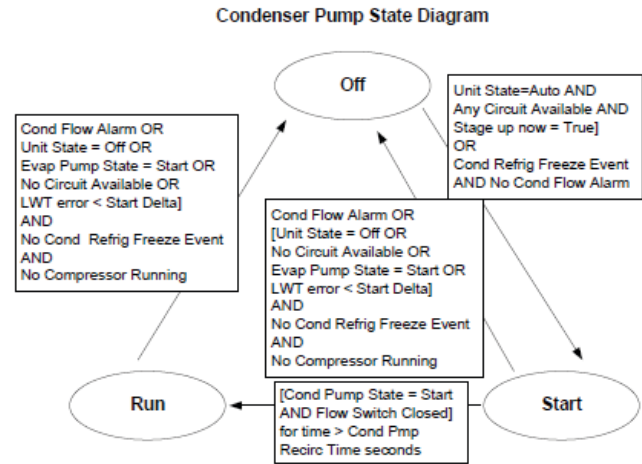 Condenser Pump State Diagram
Off
Unit State=Auto AND
Any Circuit Available AND
Stage up now = True]
OR
Cond Refrig Freeze Event
AND No Cond Flow Alarm
Cond Flow Alarm OR
Unit State = Off OR
Evap Pump State = Start OR
No Circuit Available OR
LWT error < Start Delta]
AND
No Cond Refrig Freeze Event
AND
No Compressor Running
Cond Flow Alarm OR
[Unit State = Off OR
No Circuit Available OR
Evap Pump State = Start OR
LWT error < Start Delta]
AND
No Cond Refrig Freeze Event
AND
No Compressor Running
Run
[Cond Pump State = Start
AND Flow Switch Closed]
for time > Cond Pmp
Recirc Time seconds
Start